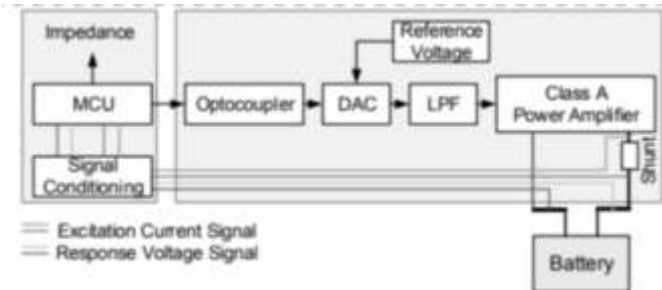 Impedance
Reference
Voltage
MCU
Optocoupler
DAC
LPF
Class A
Power Amplifier
Signal
Conditioning
Shunt
Excitation Current Signal
Response Voltage Signal
Battery